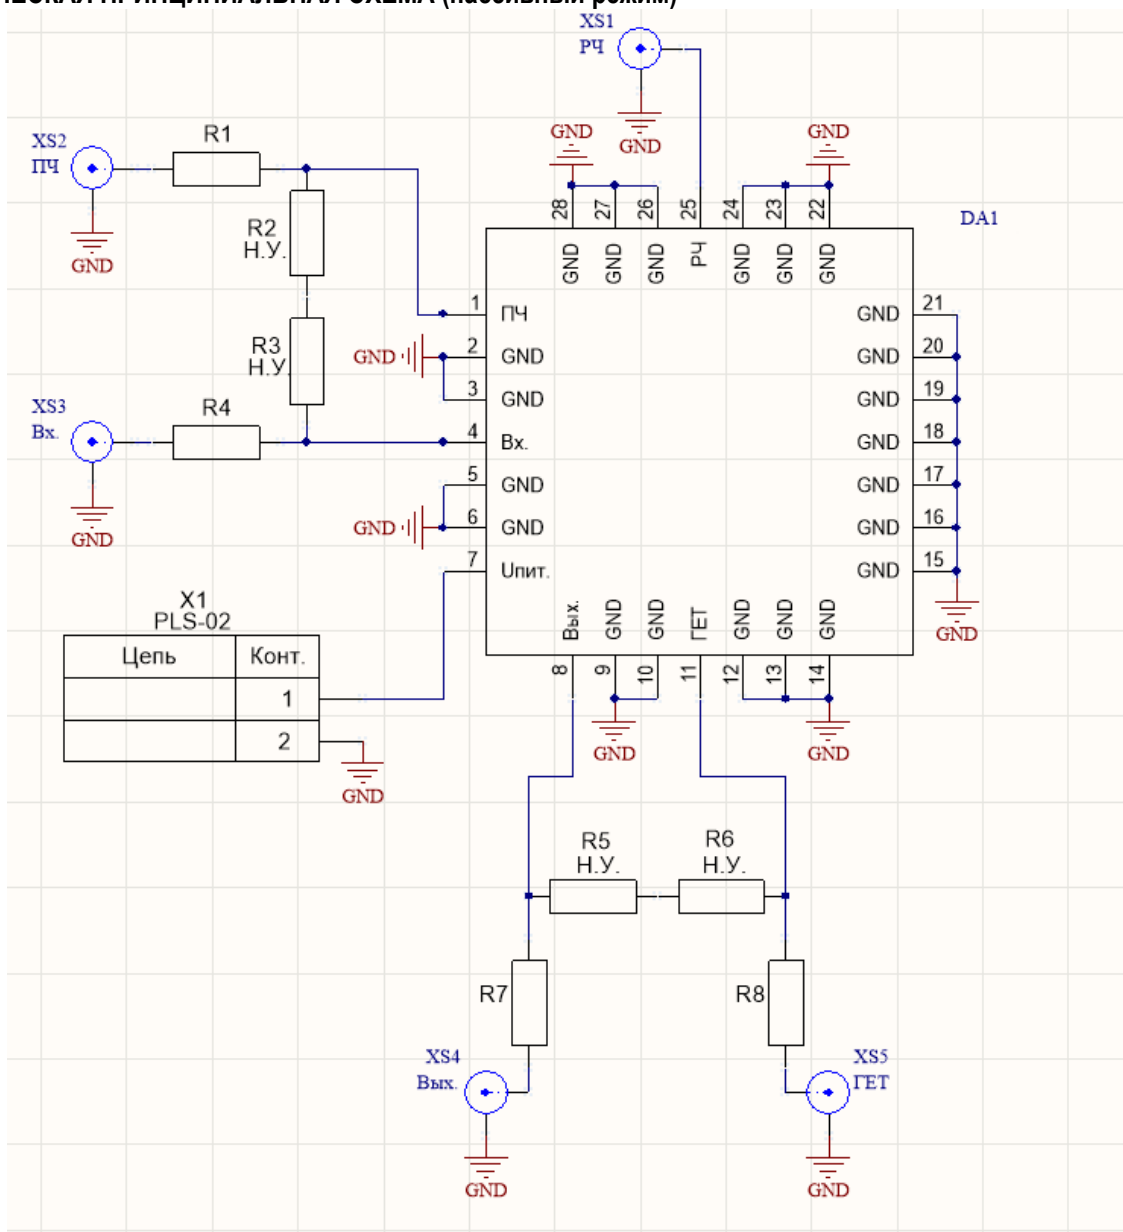 ЕСКАЯ ПРИНЦИПИАЛЬНАЯ СХЕМА (пассивный режим)
XS1
РЧ
GND
XS2
ПЧ
GND
R1
R2
Н.У.
R3
Н.У.
XS3
Вх.
GND
R4
GND
GND
28 27 26 25 24 23 22
GND GND GND РЧ GND GND GND
DA1
1 ПЧ
GND 2 GND
3 GND
4 Вх.
5 GND
GND 6 GND
7 Uпит.
GND 21
GND 20
GND 19
GND 18
GND 17
GND 16
GND 15
GND
Вых. GND GND ГЕТ GND GND GND
8 9 10 11 12 13 14
GND
GND
X1
PLS-02
Цепь Конт.
1
2
GND
R5
Н.У.
R6
Н.У.
R7
R8
XS4
Вых.
GND
XS5
ГЕТ
GND